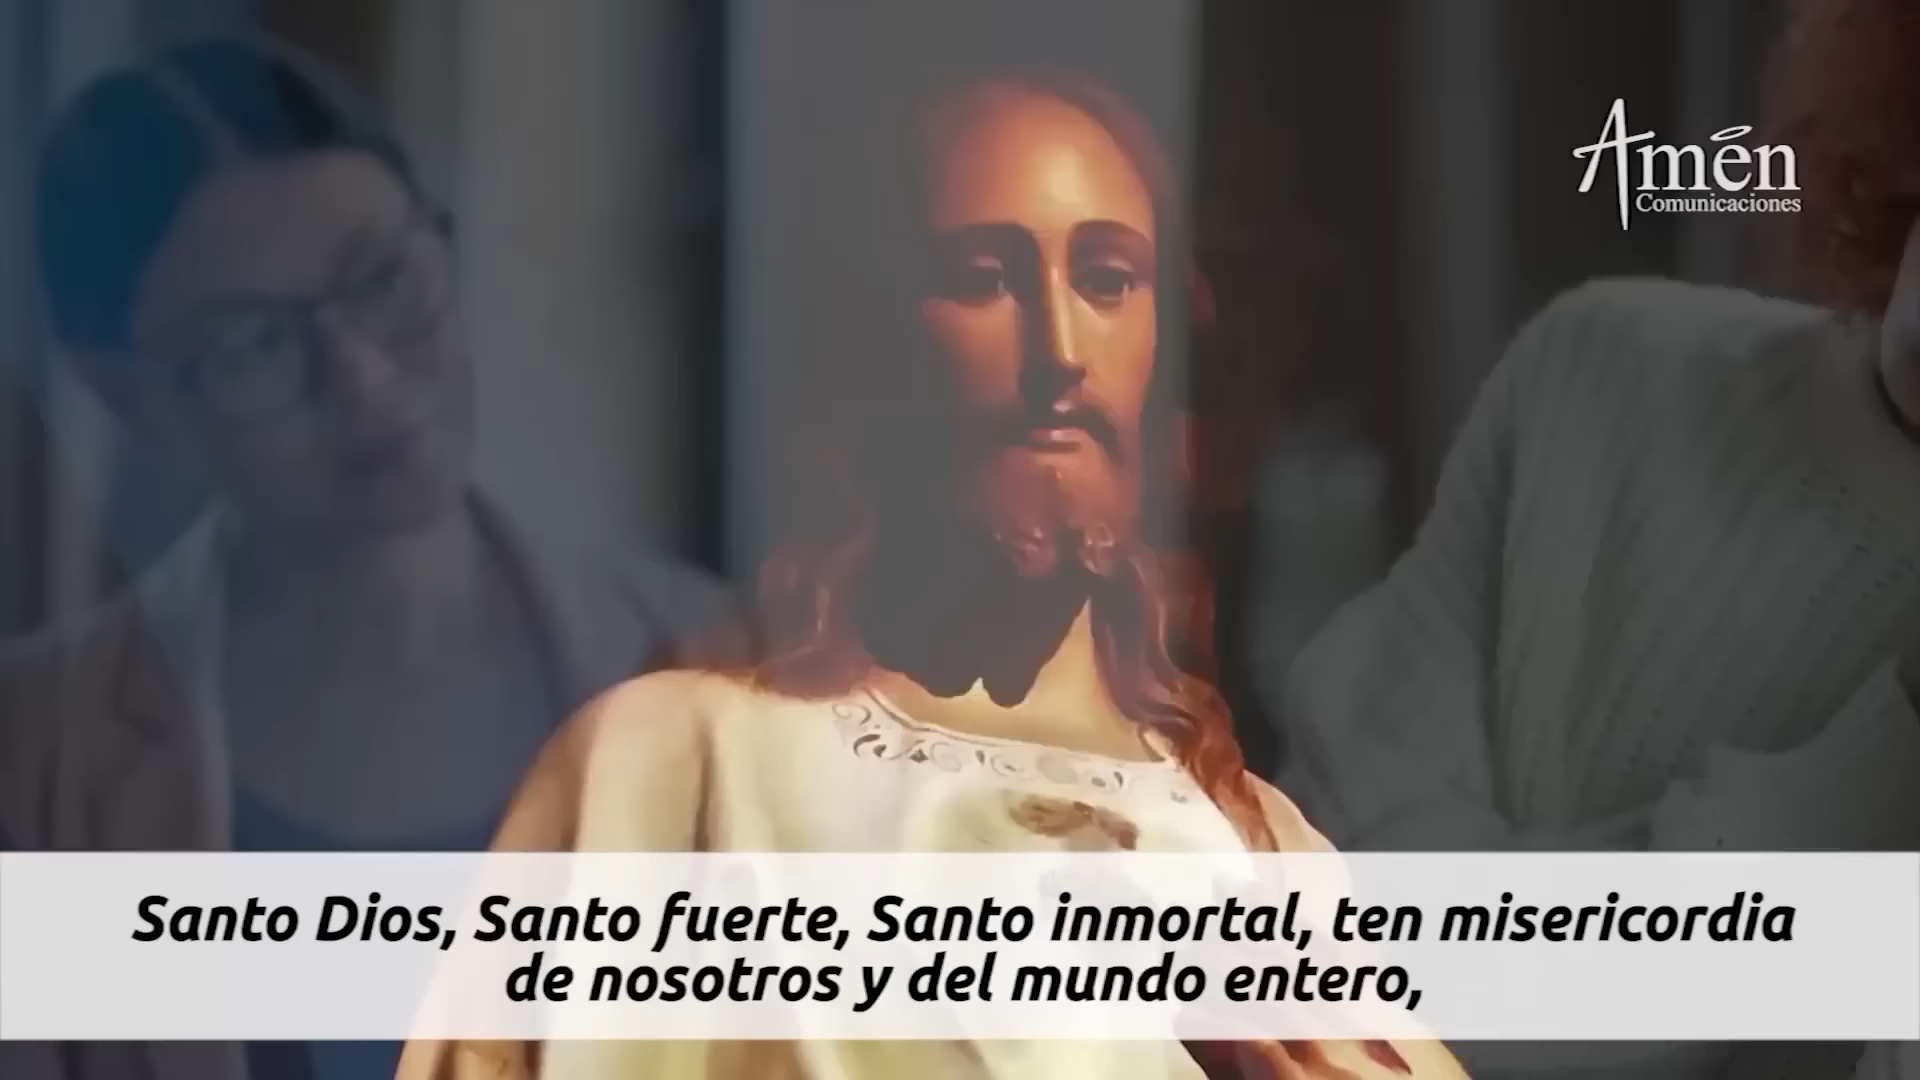 Amén
Comunicaciones
Santo Dios, Santo fuerte, Santo inmortal, ten misericordia
de nosotros y del mundo entero,